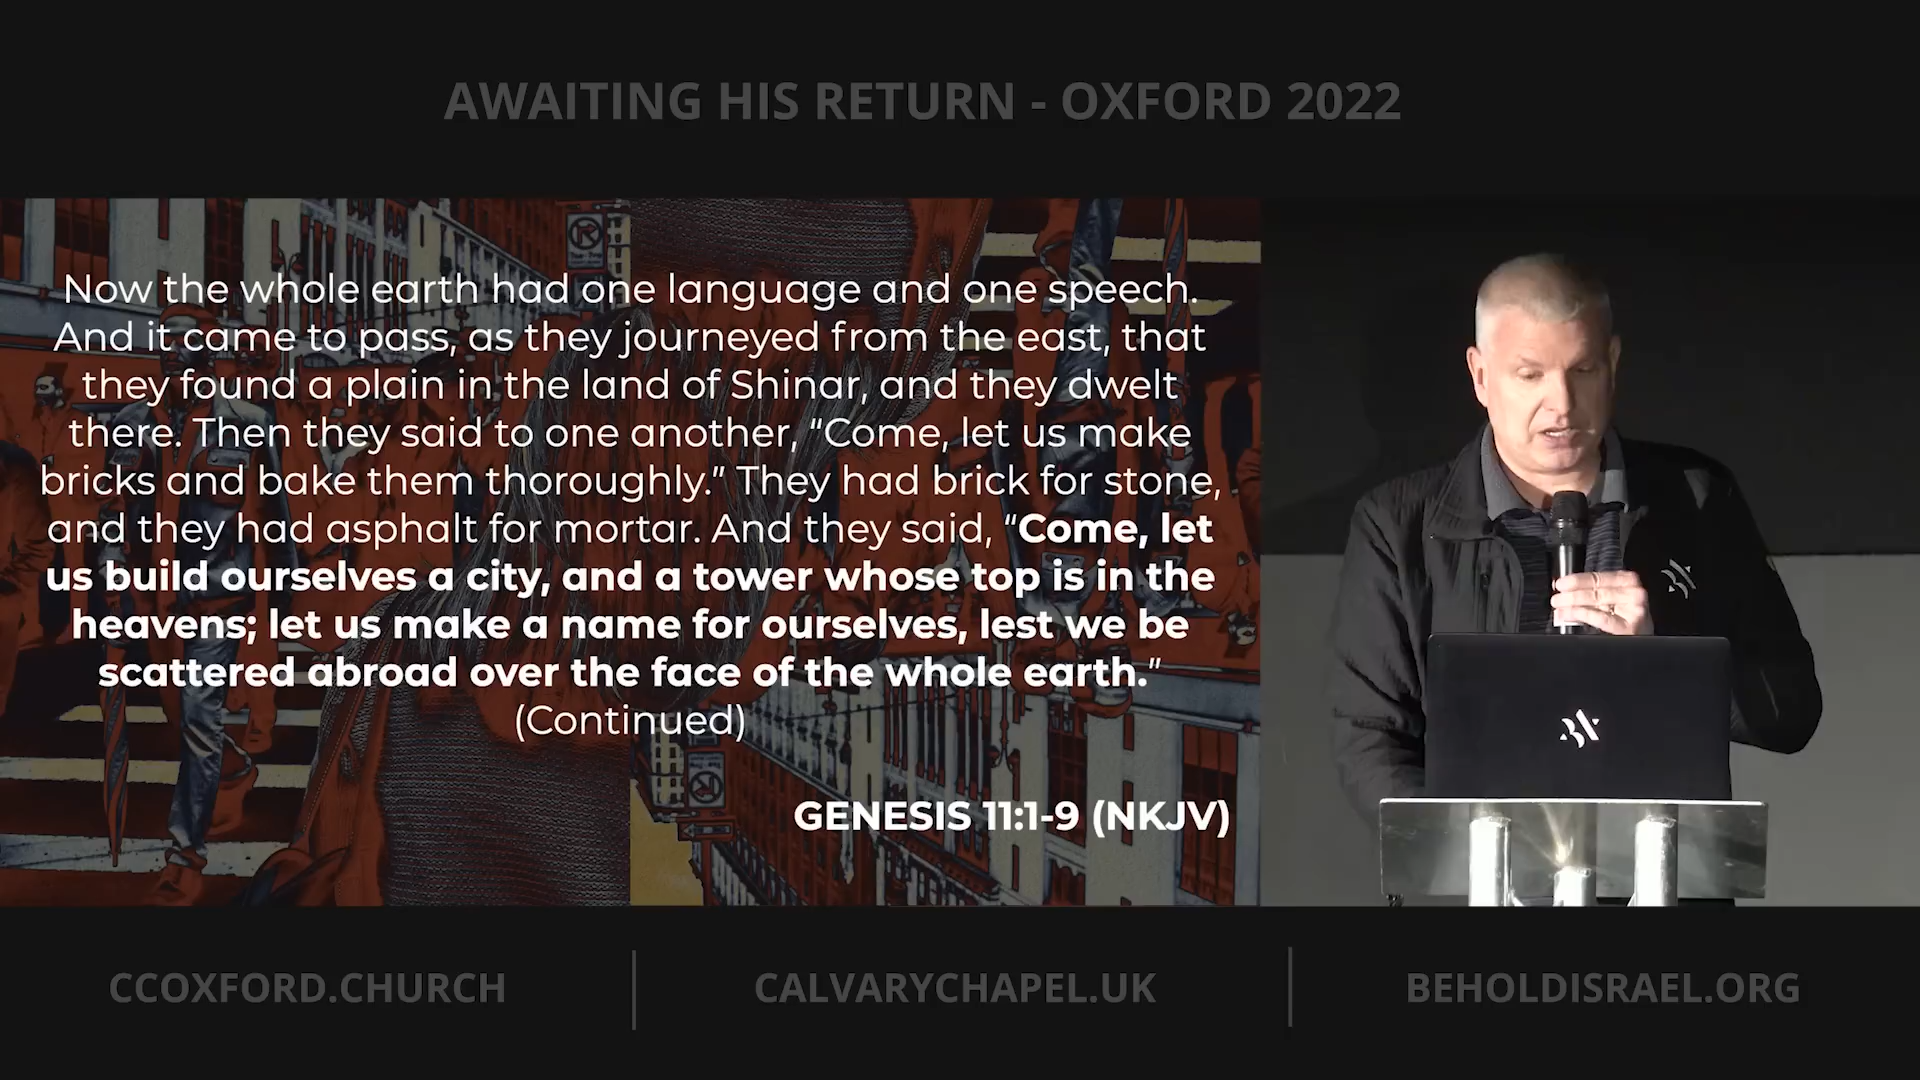 AWAITING HIS RETURN - OXFORD 2022
Now the whole earth had one language and one speech.
And it came to pass, as they journeyed from the east, that
they found a plain in the land of Shinar, and they dwelt
there. Then they said to one another, “Come, let us make
bricks and bake them thoroughly.” They had brick for stone,
and they had asphalt for mortar. And they said, “Come, let
us build ourselves a city, and a tower whose top is in the
heavens; let us make a name for ourselves, lest we be
scattered abroad over the face of the whole earth.”
(Continued)
GENESIS 11:1-9 (NKJV)
CCOXFORD.CHURCH
CALVARYCHAPEL.UK
BEHOLDISRAEL.ORG